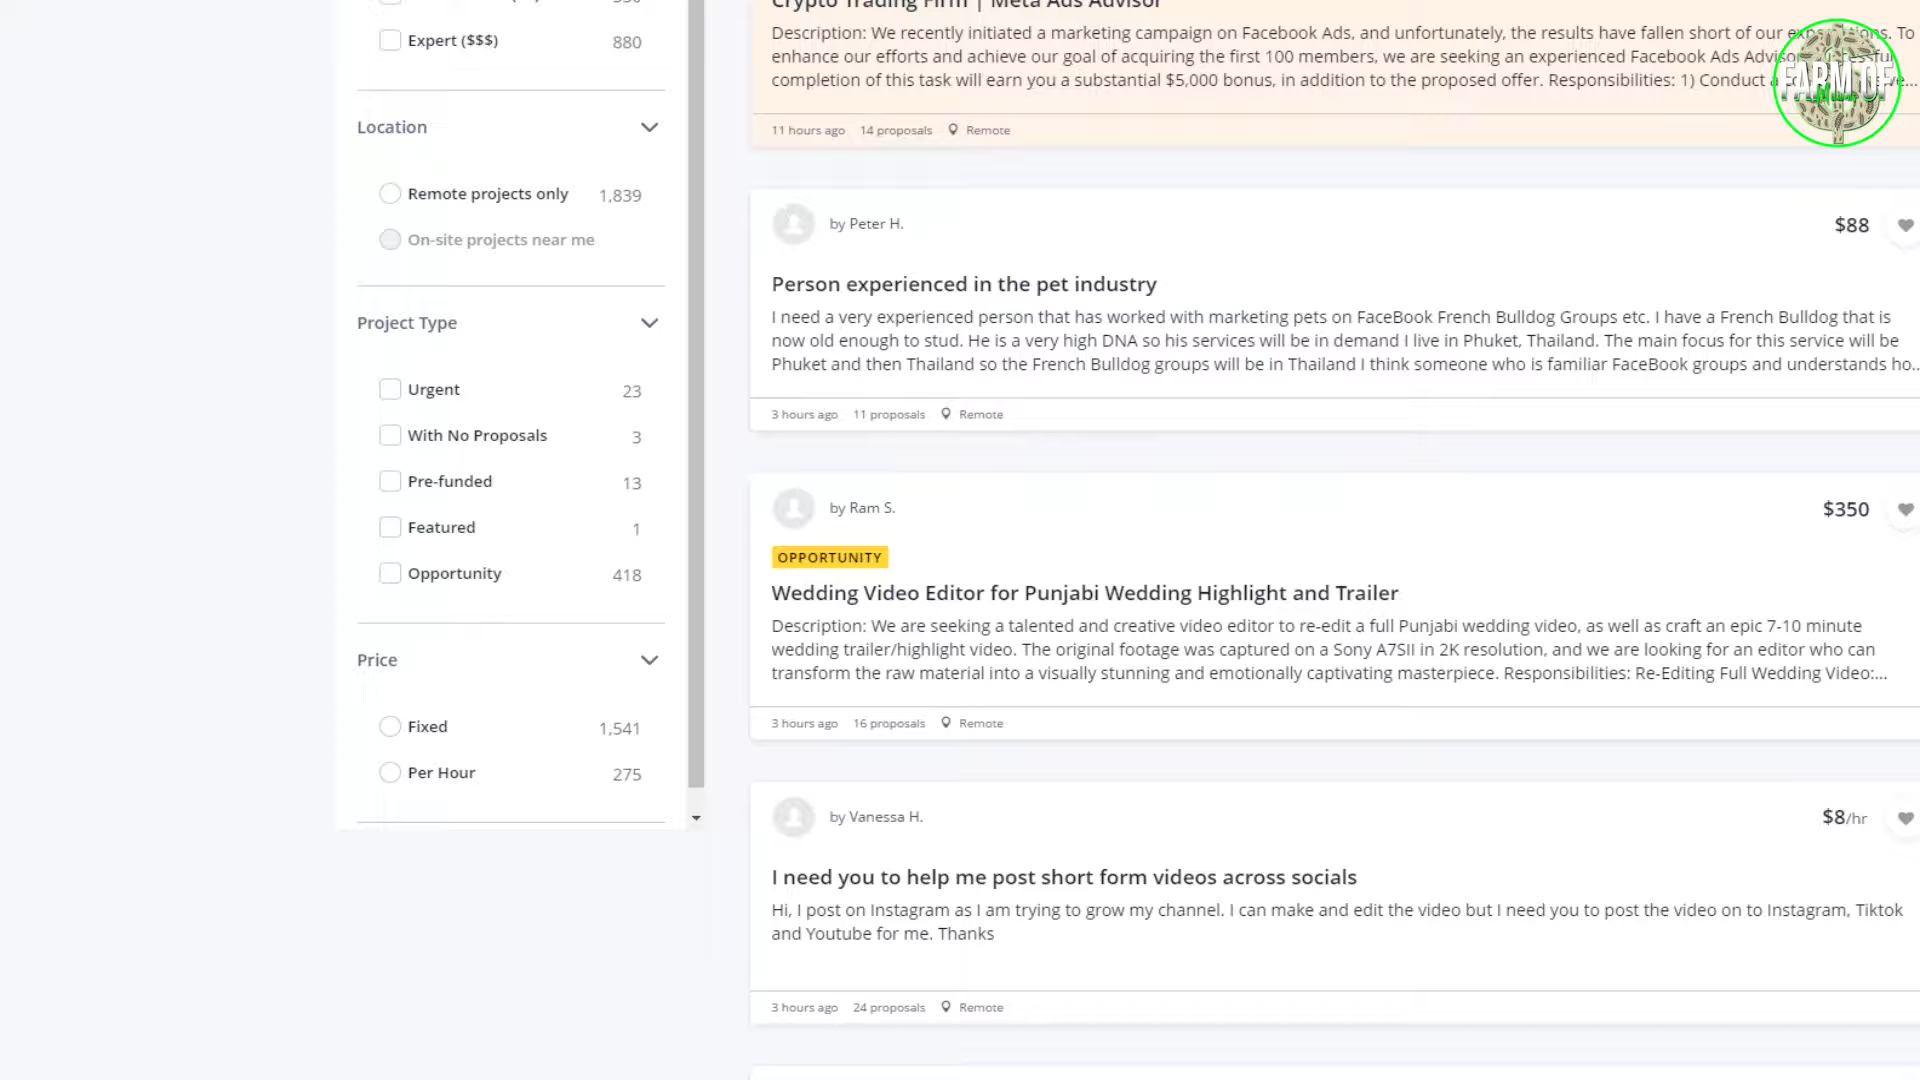 Expert ($$$)
880
Location
Remote projects only
1,839
On-site projects near me
Project Type
Urgent
23
With No Proposals
3
Pre-funded
13
Featured
1
Opportunity
418
Price
Fixed
1,541
Per Hour
275
Crypto Trading Firm | Meta Ads Advisor
Description: We recently initiated a marketing campaign on Facebook Ads, and unfortunately, the results have fallen short of our expectations. To
enhance our efforts and achieve our goal of acquiring the first 100 members, we are seeking an experienced Facebook Ads Advisor.
completion of this task will earn you a substantial $5,000 bonus, in addition to the proposed offer. Responsibilities: 1) Conduct
11 hours ago 14 proposals Remote
FARM OF
by Peter H.
$88
Person experienced in the pet industry
I need a very experienced person that has worked with marketing pets on FaceBook French Bulldog Groups etc. I have a French Bulldog that is
now old enough to stud. He is a very high DNA so his services will be in demand I live in Phuket, Thailand. The main focus for this service will be
Phuket and then Thailand so the French Bulldog groups will be in Thailand I think someone who is familiar FaceBook groups and understands ho...
3 hours ago 11 proposals Remote
by Ram S.
$350
OPPORTUNITY
Wedding Video Editor for Punjabi Wedding Highlight and Trailer
Description: We are seeking a talented and creative video editor to re-edit a full Punjabi wedding video, as well as craft an epic 7-10 minute
wedding trailer/highlight video. The original footage was captured on a Sony A7SII in 2K resolution, and we are looking for an editor who can
transform the raw material into a visually stunning and emotionally captivating masterpiece. Responsibilities: Re-Editing Full Wedding Video:...
3 hours ago 16 proposals Remote
by Vanessa H.
$8/hr
I need you to help me post short form videos across socials
Hi, I post on Instagram as I am trying to grow my channel. I can make and edit the video but I need you to post the video on to Instagram, Tiktok
and Youtube for me. Thanks
3 hours ago 24 proposals Remote